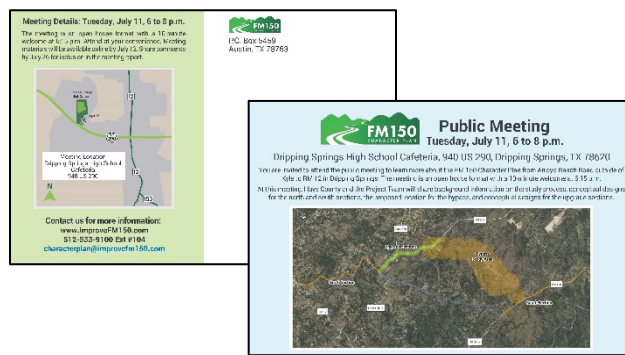 Meeting Details: Tuesday, July 11, 6 to 8 p.m.
The meeting is an open house format with a 10 minute
welcome at 6:15 p.m. Attend at your convenience. Meeting
materials will be available online by July 12. Share comments
by July 26 for inclusion in the meeting report.
FM150
CHARACTER PLAN
P.O. Box 5459
Austin, TX 78763
12
290
12
150
Meeting Location
Dripping Springs High School
Cafeteria
940 US 290
N
Contact us for more information:
www.ImproveFM150.com
512-533-9100 Ext #104
characterplan@improvefm150.com
FM150
CHARACTER PLAN
Public Meeting
Tuesday, July 11, 6 to 8 p.m.
Dripping Springs High School Cafeteria, 940 US 290, Dripping Springs, TX 78620
You are invited to attend the public meeting to learn more about the FM 150 Character Plan from Arroyo Ranch Road, outside of
Kyle to RM 12 in Dripping Springs. The meeting is an open house format with a 10-minute welcome at 6:15 p.m.
At this meeting, Hays County and the Project Team will share background information on the study process, conceptual designs
for the north and south sections, the proposed location for the bypass, and conceptual designs for the upgrade sections.